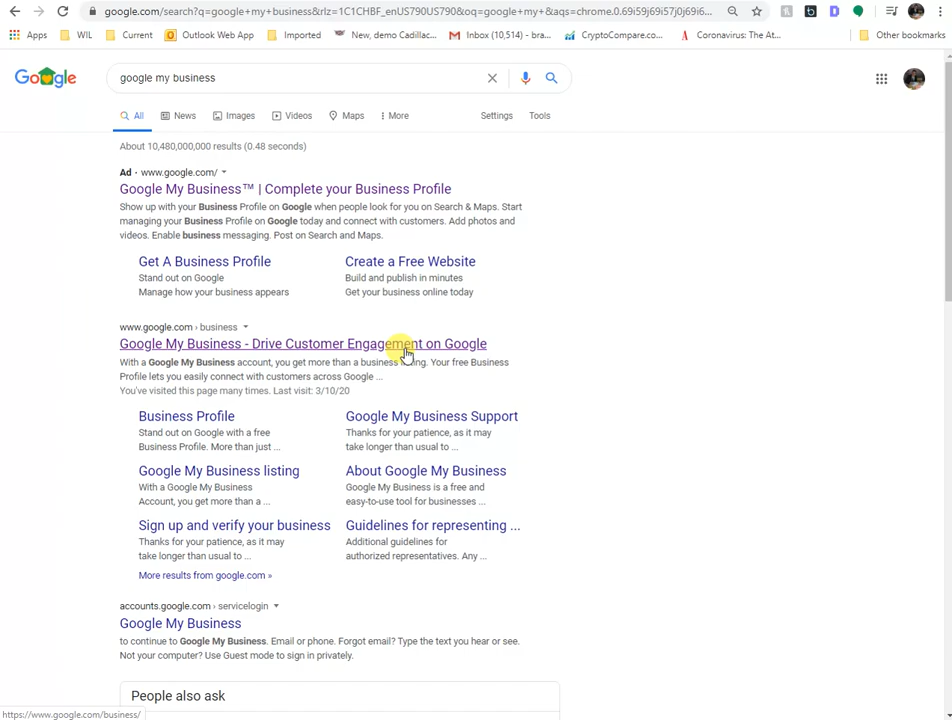 google.com/search?q=google+my+business&rlz=1C1CHBF_enUS790US790&oq=google+my+&aqs=chrome.0.69i59j69i57j0j69i6...
Apps WIL Current Outlook Web App Imported New, demo Cadillac... Inbox (10,514) - bra... CryptoCompare.co... Coronavirus: The At... Other bookmarks
Google google my business
All News Images Videos Maps More Settings Tools
About 10,480,000,000 results (0.48 seconds)
Ad · www.google.com/
Google My Business™ | Complete your Business Profile
Show up with your Business Profile on Google when people look for you on Search & Maps. Start
managing your Business Profile on Google today and connect with customers. Add photos and
videos. Enable business messaging. Post on Search and Maps.
Get A Business Profile
Stand out on Google
Manage how your business appears
Create a Free Website
Build and publish in minutes
Get your business online today
www.google.com › business
Google My Business - Drive Customer Engagement on Google
With a Google My Business account, you get more than a business listing. Your free Business
Profile lets you easily connect with customers across Google ...
You've visited this page many times. Last visit: 3/10/20
Business Profile
Stand out on Google with a free
Business Profile. More than just ...
Google My Business Support
Thanks for your patience, as it may
take longer than usual to ...
Google My Business listing
With a Google My Business
Account, you get more than a ...
About Google My Business
Google My Business is a free and
easy-to-use tool for businesses ...
Sign up and verify your business
Thanks for your patience, as it may
take longer than usual to ...
Guidelines for representing ...
Additional guidelines for
authorized representatives. Any ...
More results from google.com »
accounts.google.com › servicelogin
Google My Business
to continue to Google My Business. Email or phone. Forgot email? Type the text you hear or see.
Not your computer? Use Guest mode to sign in privately.
People also ask
https://www.google.com/business/